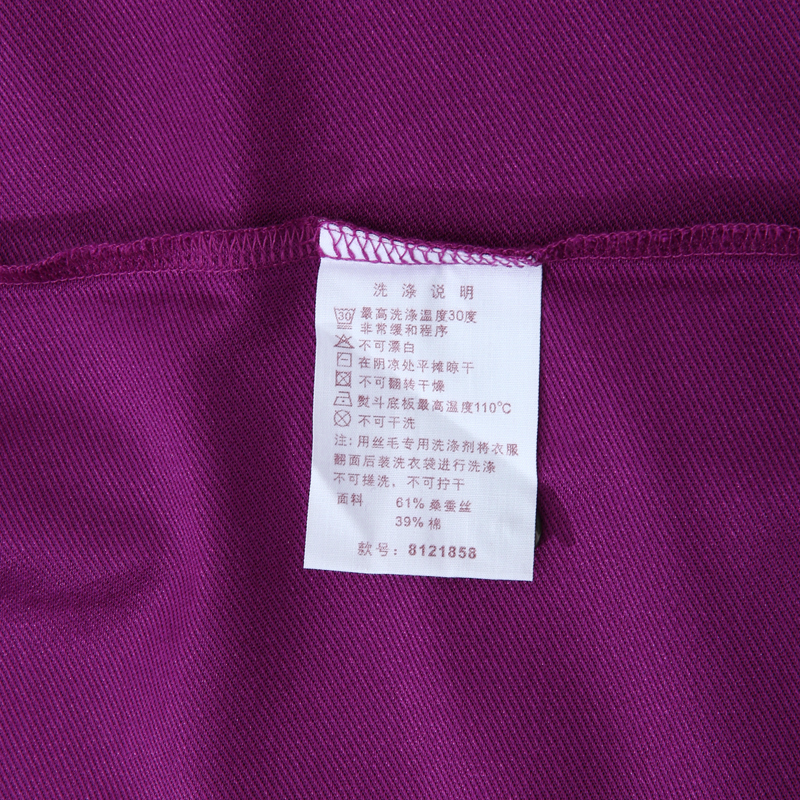 洗涤说明
30 最高洗涤温度30度
非常缓和程序
不可漂白
在阴凉处平摊晾干
不可翻转干燥
熨斗底板最高温度110℃
不可干洗
注:用丝毛专用洗涤剂将衣服
翻面后装洗衣袋进行洗涤
不可搓洗,不可拧干
面料 61% 桑蚕丝
39% 棉
款号:8121858